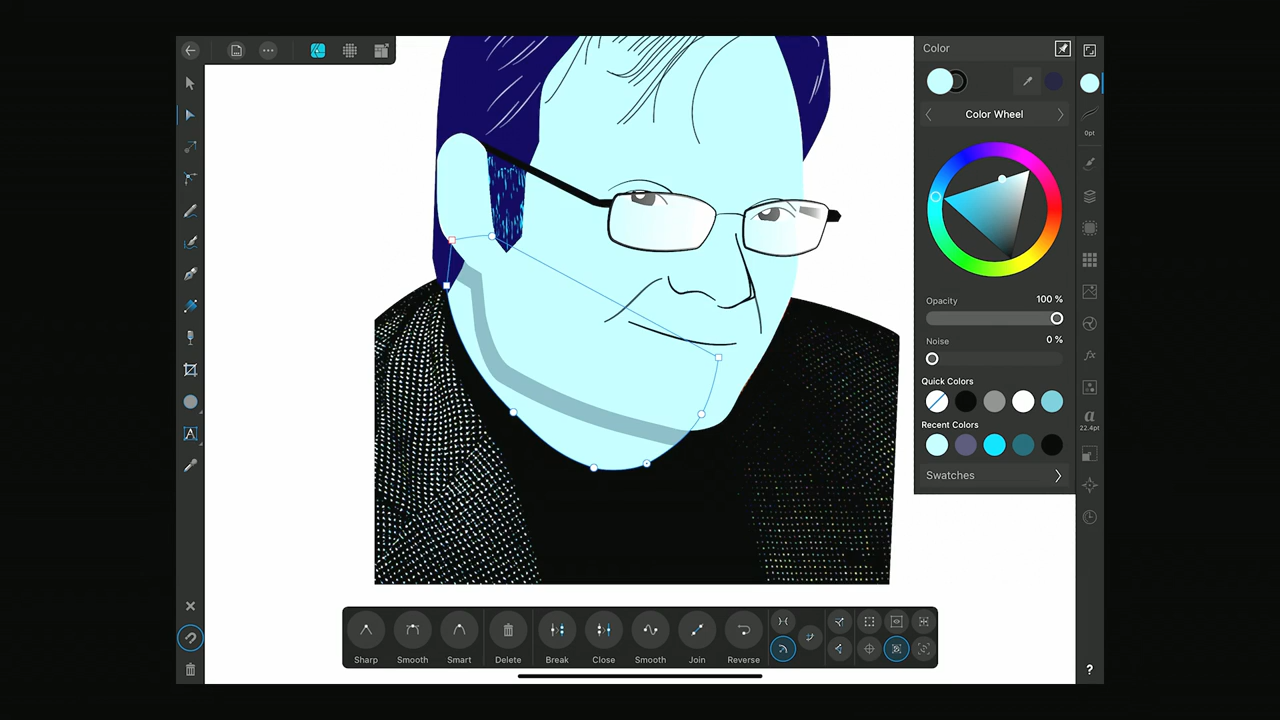 Color
Color Wheel
0pt
Opacity
100 %
Noise
0 %
Quick Colors
Recent Colors
a
22.4pt
Swatches
A
fx
Sharp
Smooth
Smart
Delete
Break
Close
Smooth
Join
Reverse
?